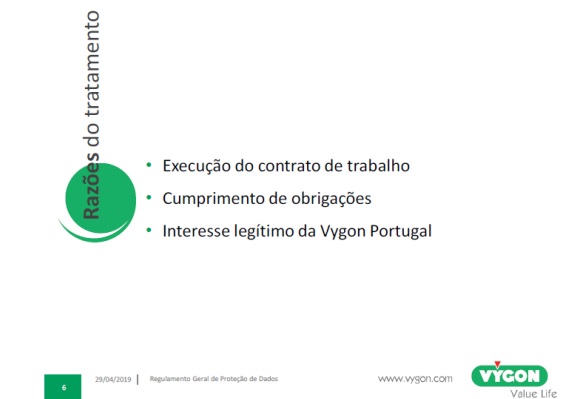 Razões do tratamento
• Execução do contrato de trabalho
• Cumprimento de obrigações
• Interesse legítimo da Vygon Portugal
6
29/04/2019 | Regulamento Geral de Proteção de Dados
www.vygon.com
VYGON
Value Life